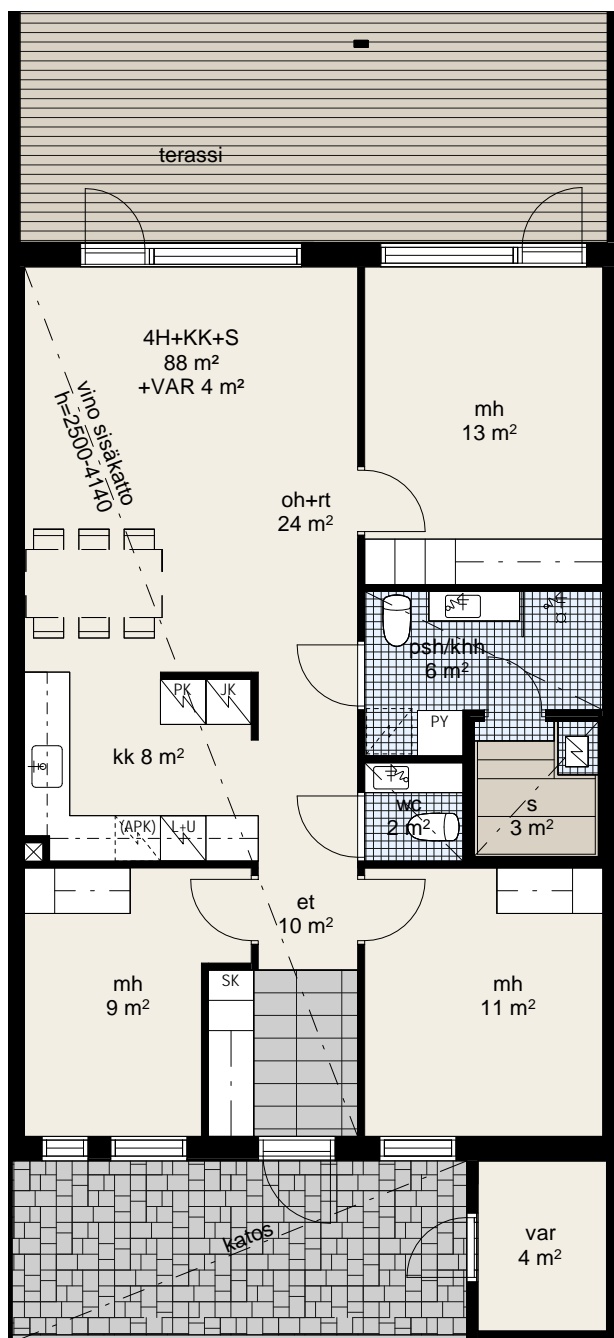 terassi
4H+KK+S
88 m²
+VAR 4 m²
vino sisäkatto
h=2500-4140
mh
13 m²
oh+rt
24 m²
psh/khh
6 m²
PK
JK
PY
kk 8 m²
wc
2 m²
s
3 m²
(APK)
L+U
et
10 m²
mh
9 m²
SK
mh
11 m²
katos
var
4 m²